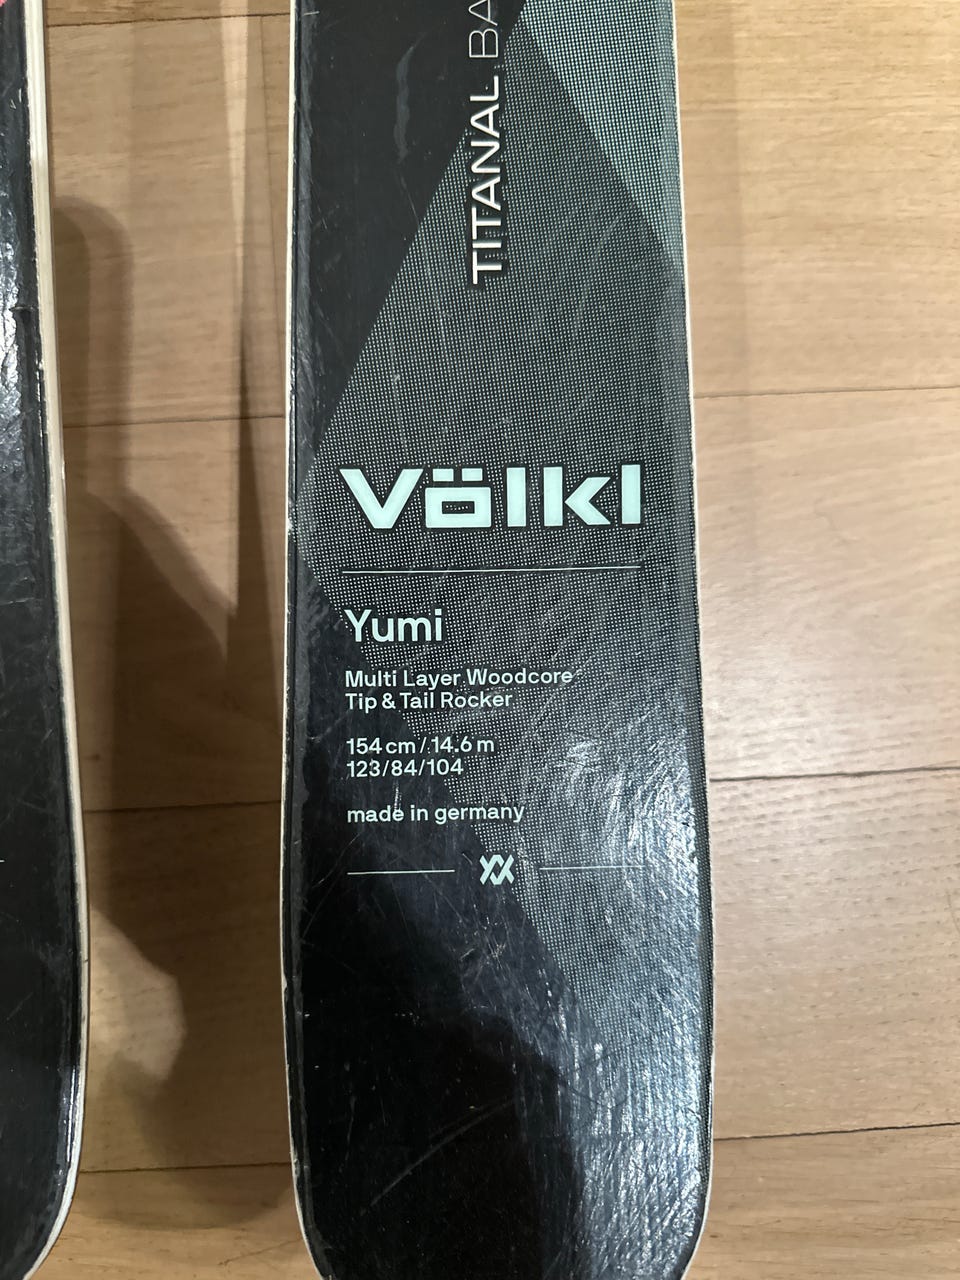 TITANAL
Völkl
Yumi
Multi Layer Woodcore
Tip & Tail Rocker
154 cm / 14.6 m
123/84/104
made in germany